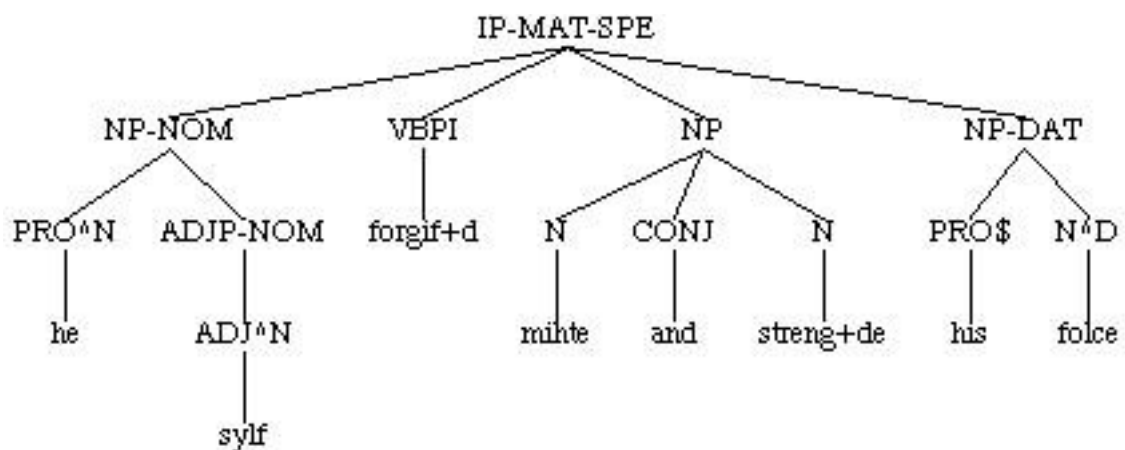 IP-MAT-SPE
NP-NOM VBPI NP NP-DAT
PRO^N ADJP-NOM forgif+d N CONJ N PRO$ N^D
he ADJ^N mihte and streng+de his folce
sylf